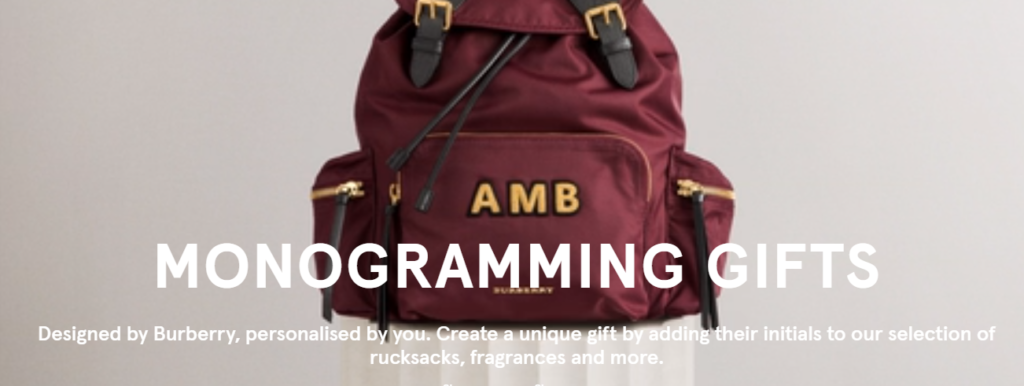 AMB
MONOGRAMMING GIFTS
BURBERRY
Designed by Burberry, personalised by you. Create a unique gift by adding their initials to our selection of
rucksacks, fragrances and more.